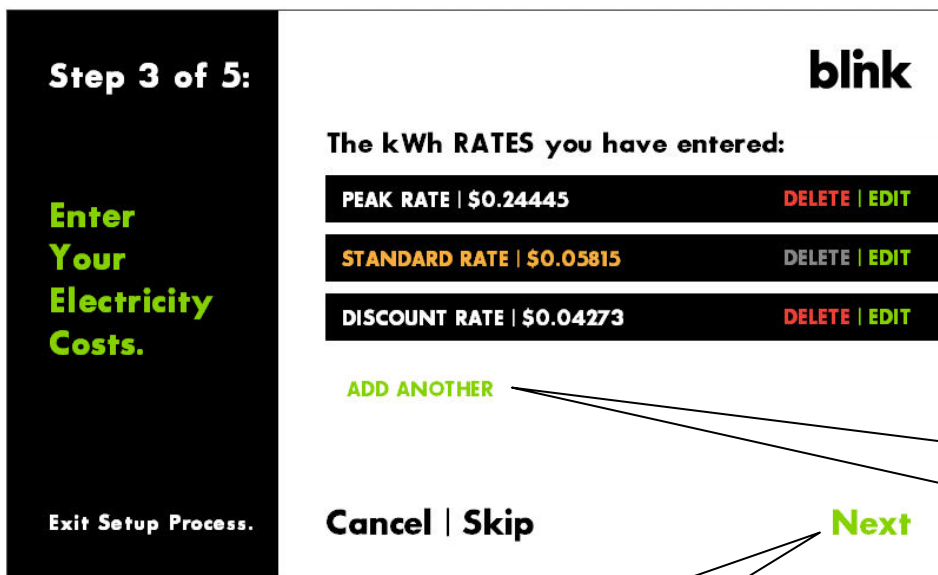 Step 3 of 5:
Enter
Your
Electricity
Costs.
Exit Setup Process.
blink
The kWh RATES you have entered:
PEAK RATE | $0.24445 DELETE | EDIT
STANDARD RATE | $0.05815 DELETE | EDIT
DISCOUNT RATE | $0.04273 DELETE | EDIT
ADD ANOTHER
Cancel | Skip Next